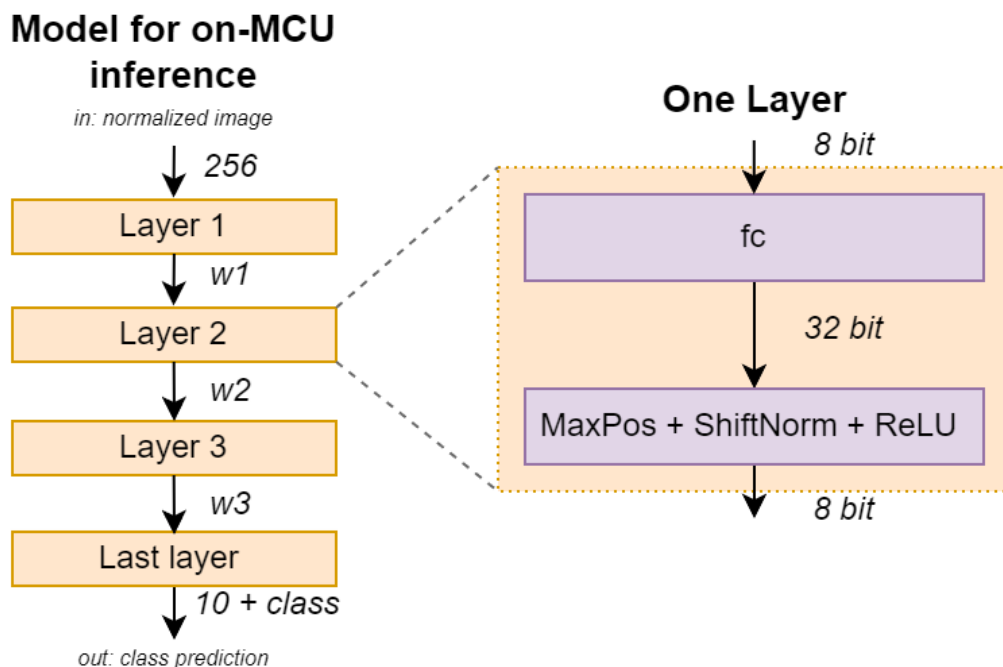 Model for on-MCU
inference
in: normalized image
256
Layer 1
w1
Layer 2
w2
Layer 3
w3
Last layer
10 + class
out: class prediction
One Layer
8 bit
fc
32 bit
MaxPos + ShiftNorm + ReLU
8 bit